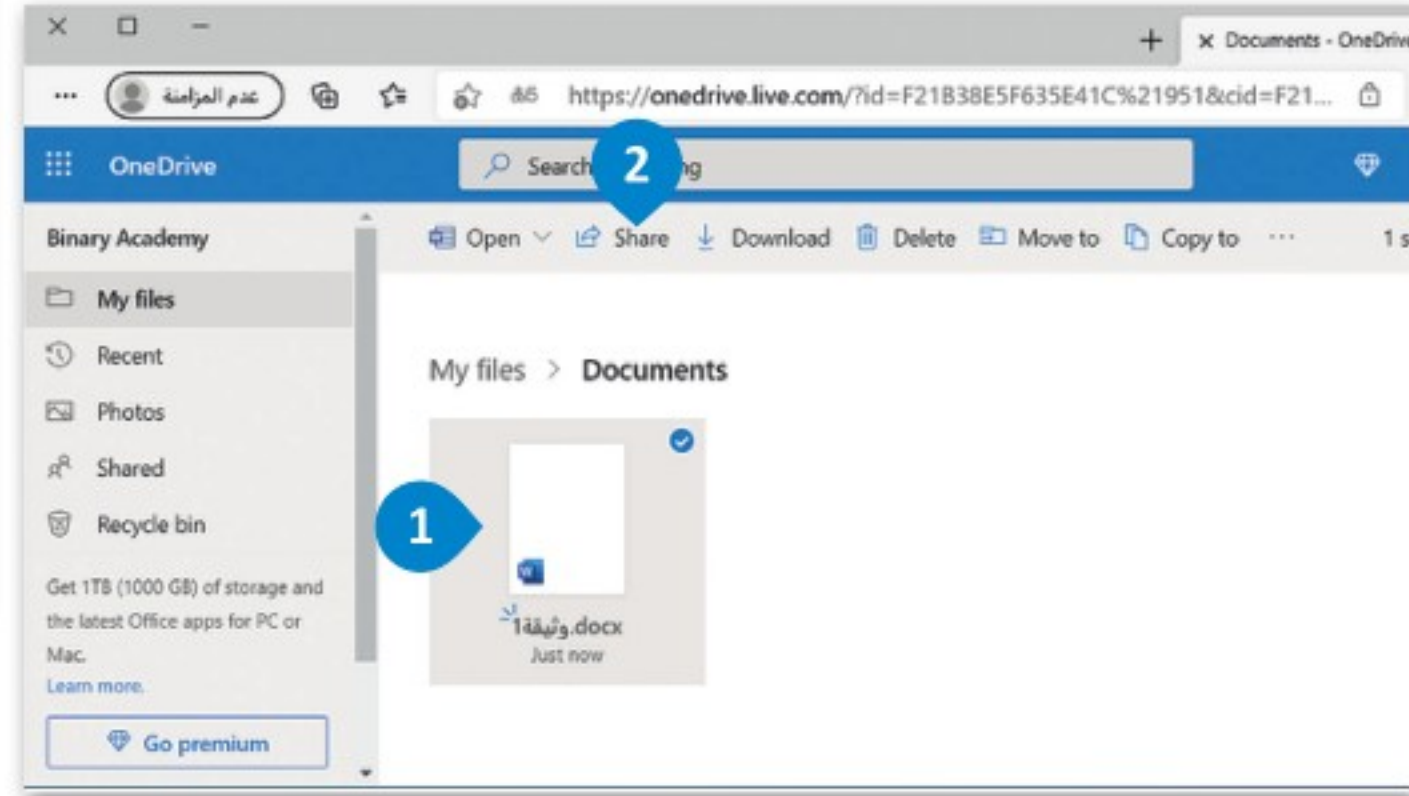 + × Documents - OneDrive
... عدم المزامنة https://onedrive.live.com/?id=F21B38E5F635E41C%21951&cid=F21...
OneDrive Search 2
Binary Academy
Open Share Download Delete Move to Copy to ... 1
My files
Recent
Photos
Shared
Recycle bin
Get 1TB (1000 GB) of storage and
the latest Office apps for PC or
Mac.
Learn more.
Go premium
My files > Documents
1
وثيقة1.docx
Just now